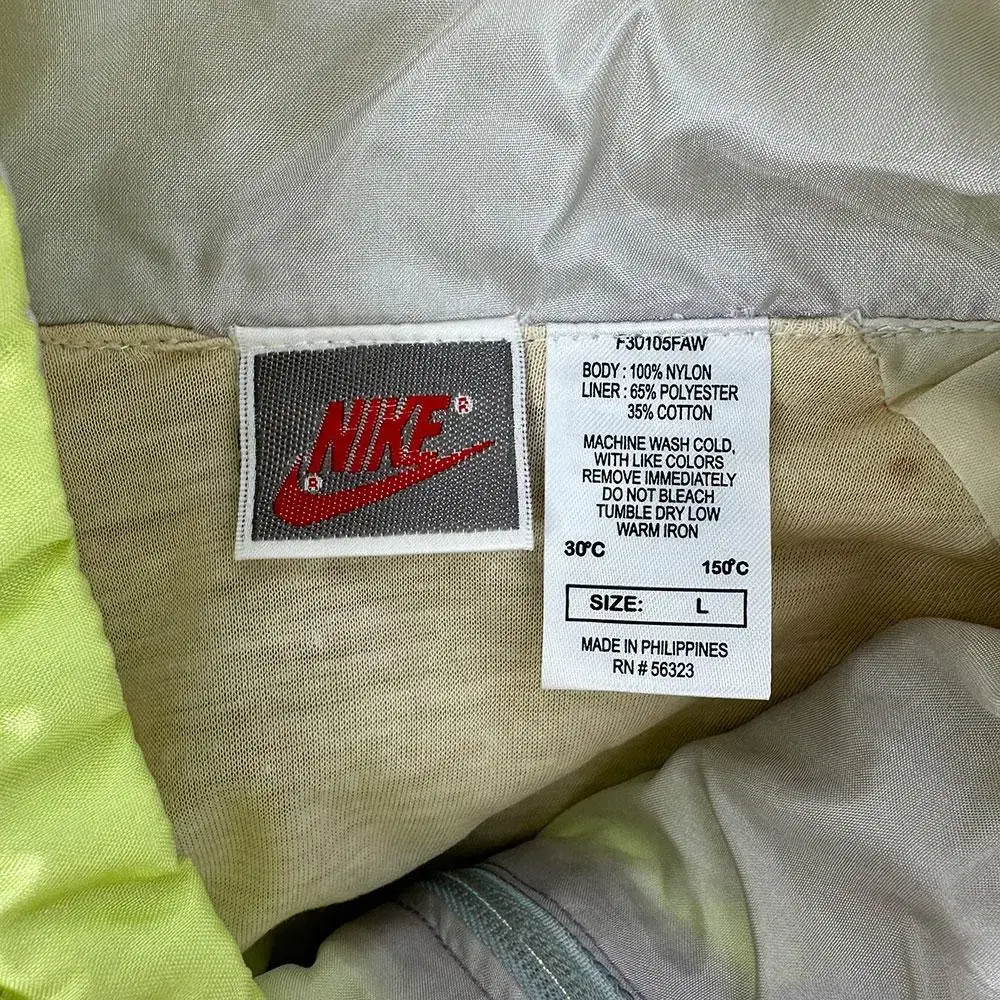 NIKE ®
®
F30105FAW
BODY : 100% NYLON
LINER : 65% POLYESTER
35% COTTON
MACHINE WASH COLD,
WITH LIKE COLORS
REMOVE IMMEDIATELY
DO NOT BLEACH
TUMBLE DRY LOW
WARM IRON
30°C
150°C
SIZE: L
MADE IN PHILIPPINES
RN # 56323